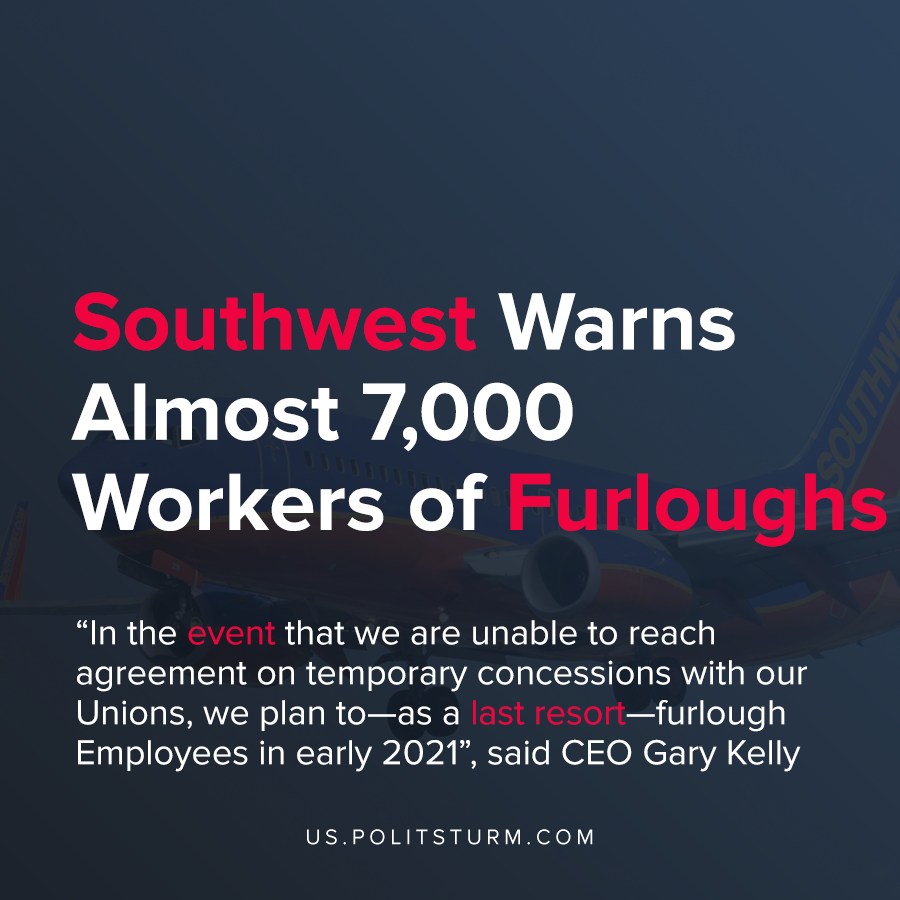 Southwest Warns
Almost 7,000
Workers of Furloughs
“In the event that we are unable to reach
agreement on temporary concessions with our
Unions, we plan to—as a last resort—furlough
Employees in early 2021”, said CEO Gary Kelly
US.POLITSTURM.COM